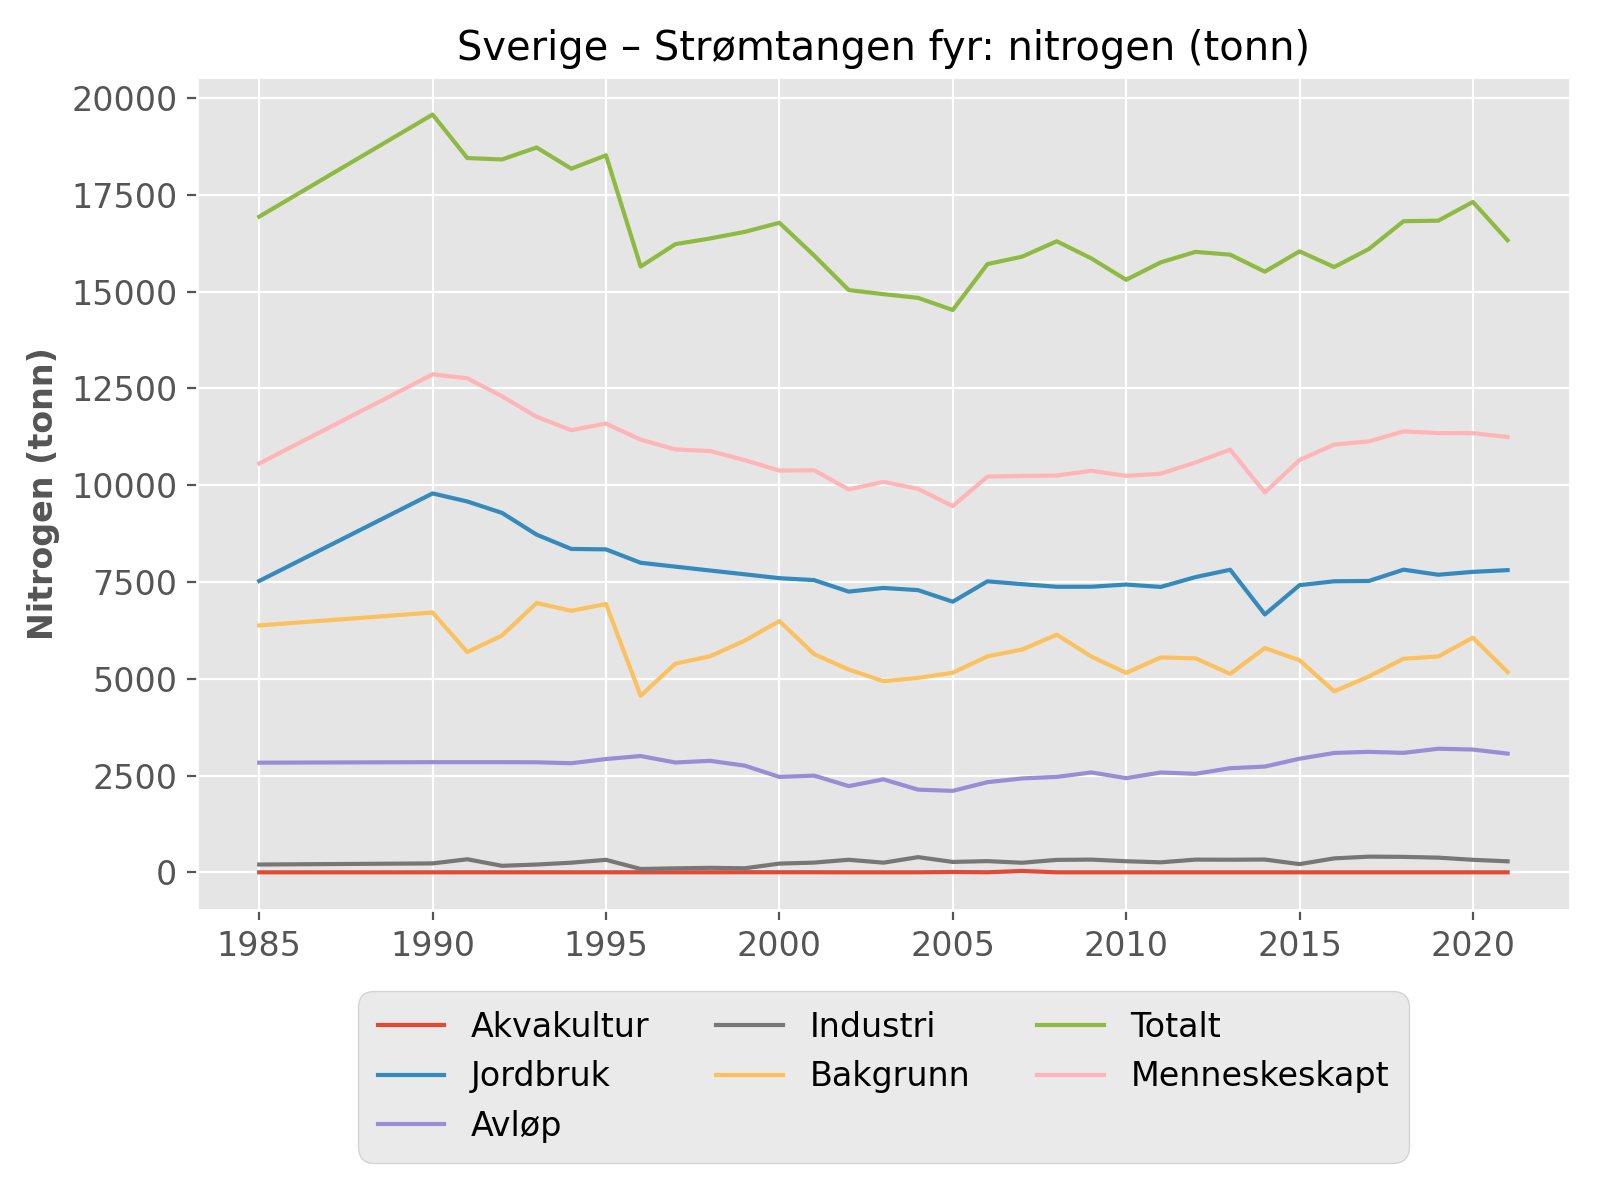 Sverige – Strømtangen fyr: nitrogen (tonn)
Nitrogen (tonn)
20000
17500
15000
12500
10000
7500
5000
2500
0
1985 1990 1995 2000 2005 2010 2015 2020
Akvakultur Industri Totalt
Jordbruk Bakgrunn Menneskeskapt
Avløp